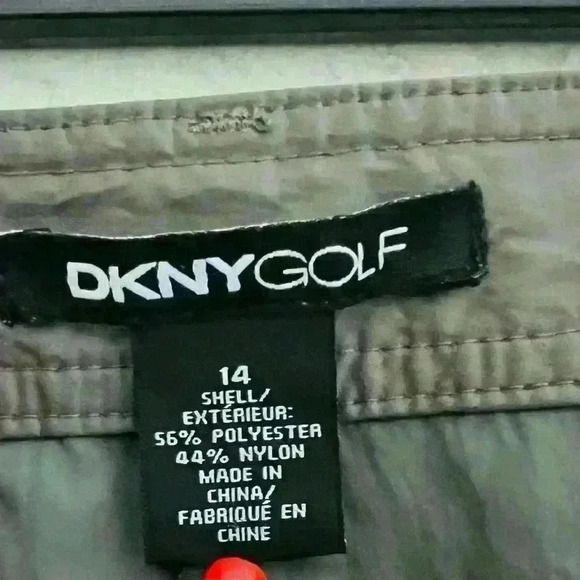 DKNYGOLF
14
SHELL/
EXTÉRIEUR:
56% POLYESTER
44% NYLON
MADE IN
CHINA/
FABRIQUÉ EN
CHINE